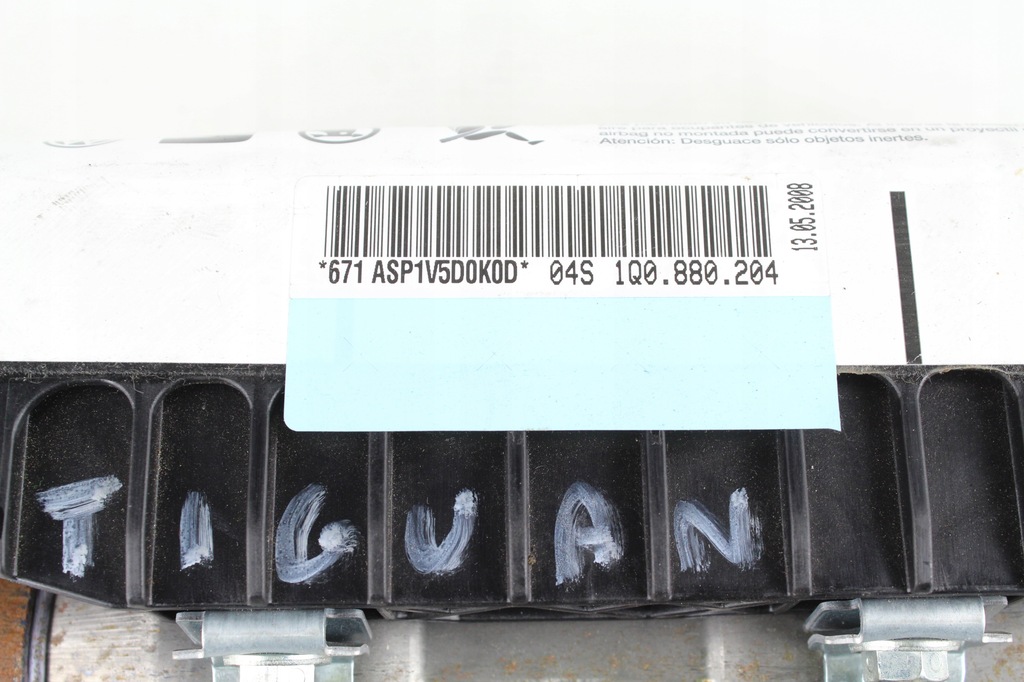 airbag no montada puede convertirse en un proyectil
Atención: Desguace sólo objetos inertes.
13.05.2008
*671 ASP1V5D0K0D* 04S 1Q0.880.204
TIGUAN